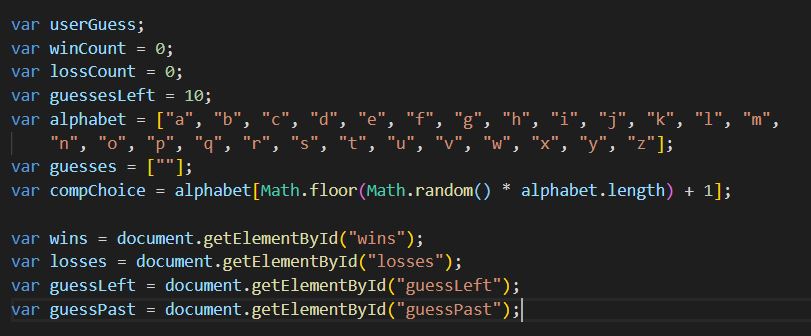 var userGuess;
var winCount = 0;
var lossCount = 0;
var guessesLeft = 10;
var alphabet = ["a", "b", "c", "d", "e", "f", "g", "h", "i", "j", "k", "l", "m",
"n", "o", "p", "q", "r", "s", "t", "u", "v", "w", "x", "y", "z"];
var guesses = [""];
var compChoice = alphabet[Math.floor(Math.random() * alphabet.length) + 1];
var wins = document.getElementById("wins");
var losses = document.getElementById("losses");
var guessLeft = document.getElementById("guessLeft");
var guessPast = document.getElementById("guessPast");